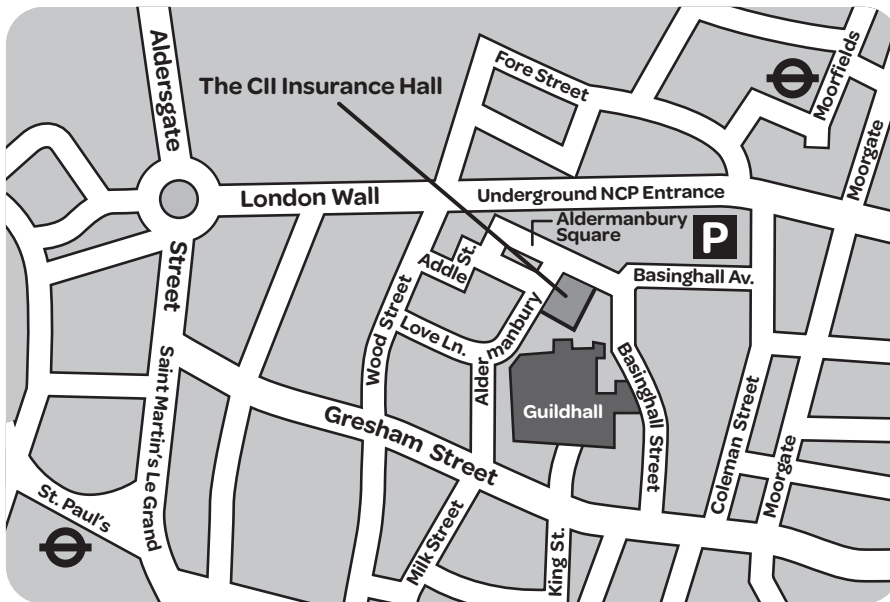 Aldersgate
Street
The CII Insurance Hall
Fore Street
Moorfields
Moorgate
London Wall
Underground NCP Entrance
Aldermanbury
Square
P
Addle
St.
Basinghall Av.
Wood Street
Love Ln.
Alder
manbury
Basinghall Street
Guildhall
Saint Martin's Le Grand
Gresham Street
Coleman Street
Moorgate
St. Paul's
Milk Street
King St.